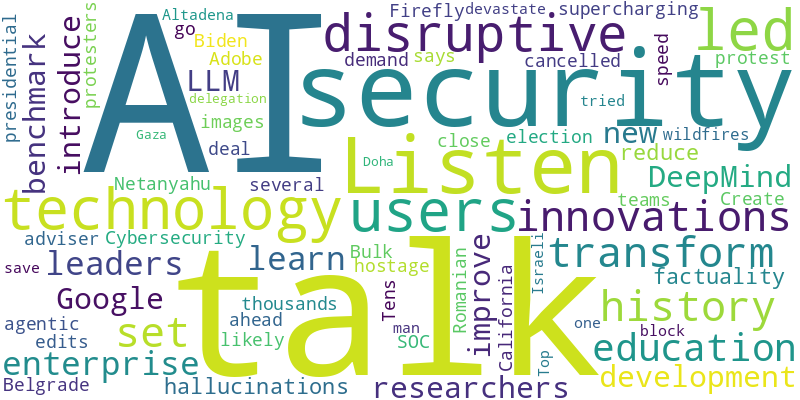 Altadena
Firefly
devastate
supercharging
presidential
protesters
go
Biden
Adobe
LLM
delegation
images
deal
introduce
benchmark
AI
disruptive
led
demand
says
cancelled
speed
protest
security
tried
Gaza
Doha
close
election
new
wildfires
reduce
Listen
DeepMind
Netanyahu
several
teams
Create
technology
users
innovations
adviser
Cybersecurity
leaders
learn
Bulk
hostage
transform
save
Google
thousands
Tens
Romanian
improve
California
Israeli
factuality
history
talk
agentic
edits
set
ahead
likely
man
SOC
one
block
Top
education
enterprise
Belgrade
hallucinations
researchers
development